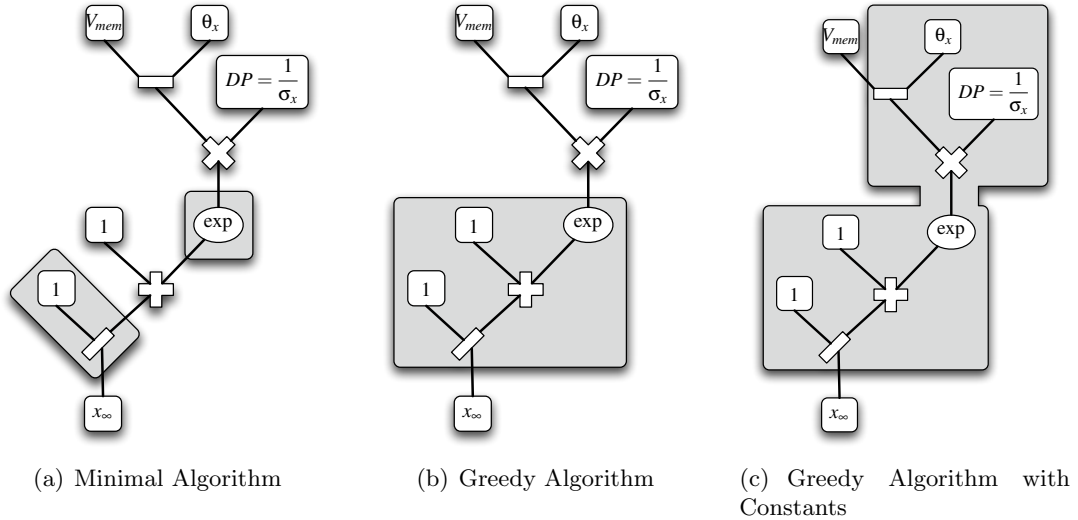 V_mem
θ_x
DP = 1/σ_x
exp
1
1
x_∞
(a) Minimal Algorithm
V_mem
θ_x
DP = 1/σ_x
exp
1
1
x_∞
(b) Greedy Algorithm
V_mem
θ_x
DP = 1/σ_x
exp
1
1
x_∞
(c) Greedy Algorithm with
Constants